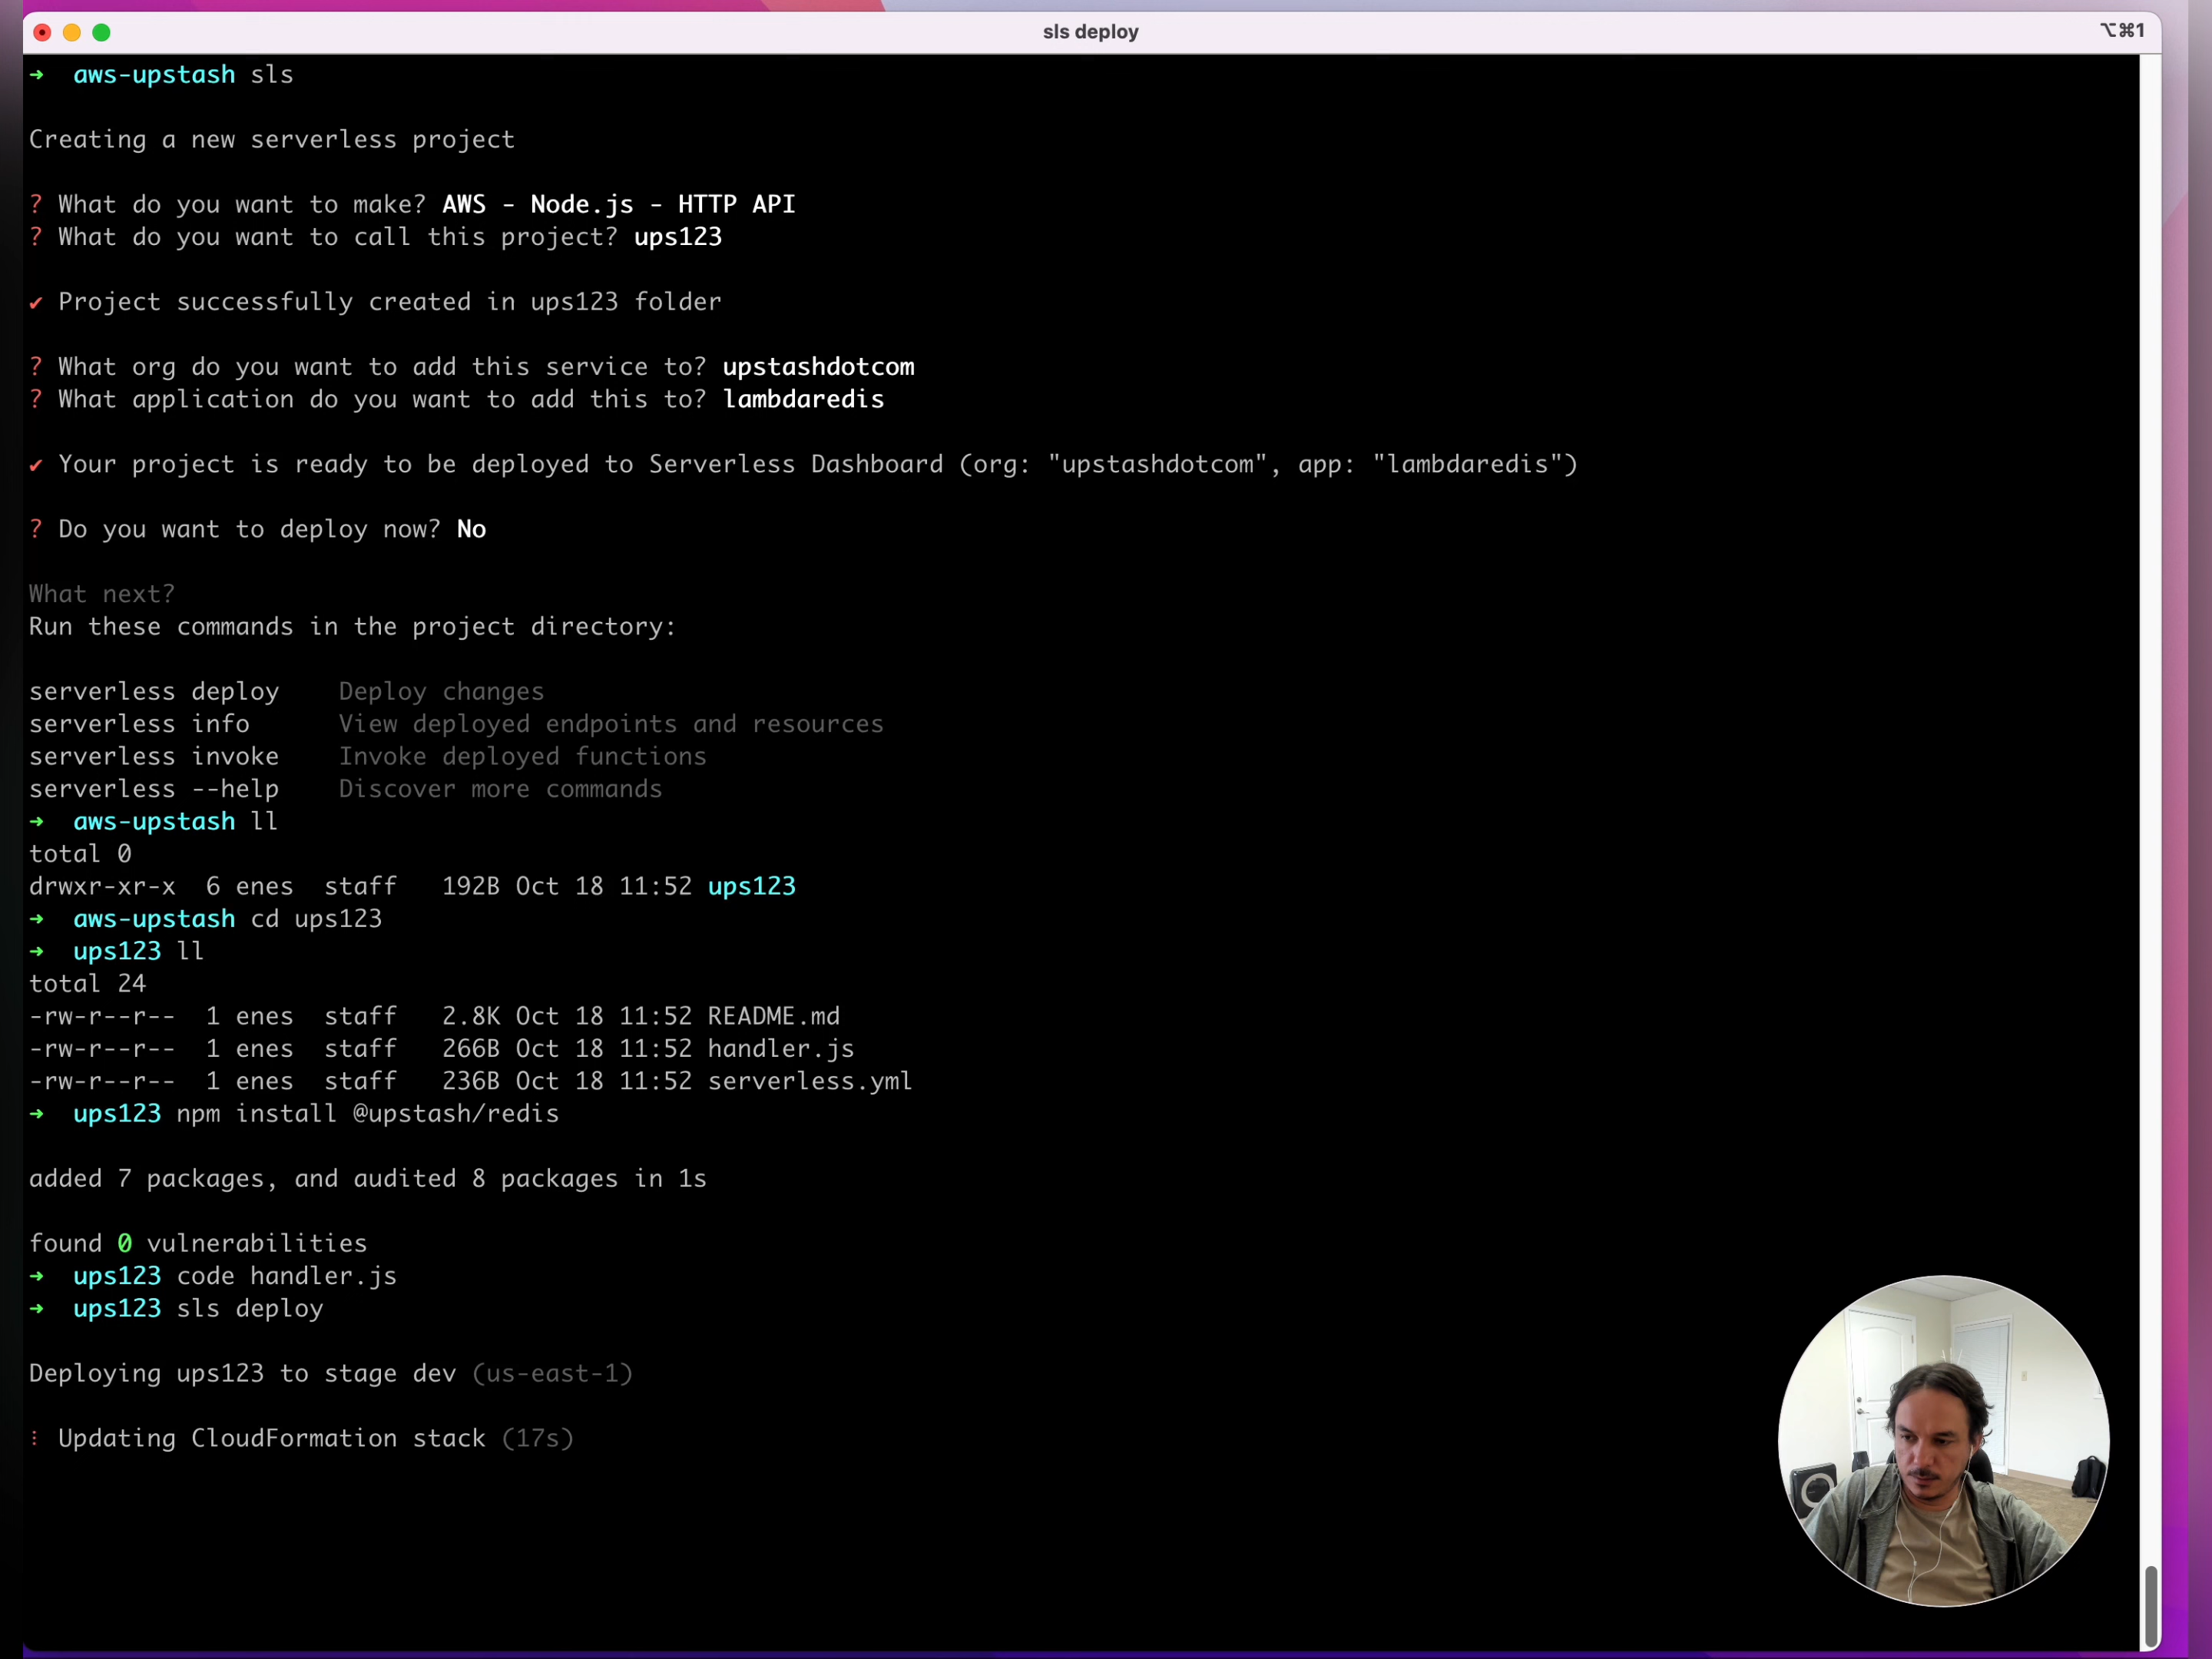 sls deploy
⌥⌘1
➜ aws-upstash sls
Creating a new serverless project
? What do you want to make? AWS - Node.js - HTTP API
? What do you want to call this project? ups123
✔ Project successfully created in ups123 folder
? What org do you want to add this service to? upstashdotcom
? What application do you want to add this to? lambdaredis
✔ Your project is ready to be deployed to Serverless Dashboard (org: "upstashdotcom", app: "lambdaredis")
? Do you want to deploy now? No
What next?
Run these commands in the project directory:
serverless deploy    Deploy changes
serverless info      View deployed endpoints and resources
serverless invoke    Invoke deployed functions
serverless --help    Discover more commands
➜ aws-upstash ll
total 0
drwxr-xr-x  6 enes  staff   192B Oct 18 11:52 ups123
➜ aws-upstash cd ups123
➜ ups123 ll
total 24
-rw-r--r--  1 enes  staff   2.8K Oct 18 11:52 README.md
-rw-r--r--  1 enes  staff   266B Oct 18 11:52 handler.js
-rw-r--r--  1 enes  staff   236B Oct 18 11:52 serverless.yml
➜ ups123 npm install @upstash/redis
added 7 packages, and audited 8 packages in 1s
found 0 vulnerabilities
➜ ups123 code handler.js
➜ ups123 sls deploy
Deploying ups123 to stage dev (us-east-1)
⠇ Updating CloudFormation stack (17s)